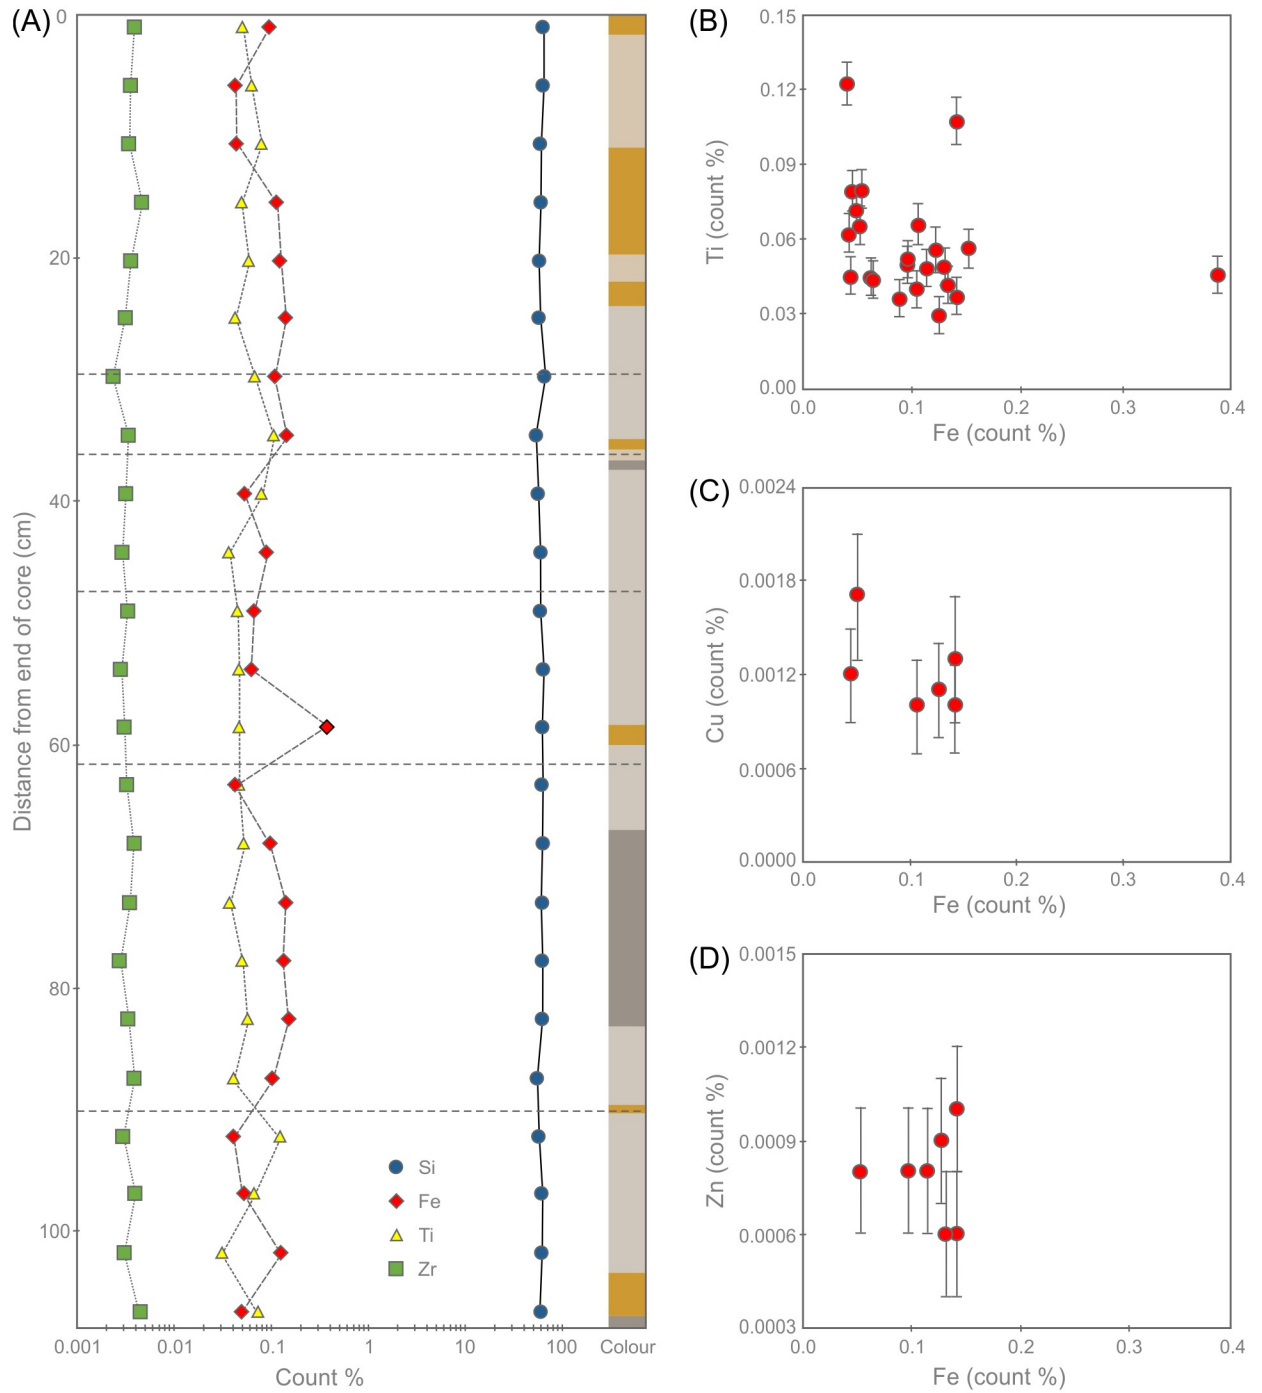 (A)
0
20
40
60
80
100
Distance from end of core (cm)
Si
Fe
Ti
Zr
0.001 0.01 0.1 1 10 100 Colour
Count %
(B)
0.15
0.12
0.09
0.06
0.03
0.00
Ti (count %)
0.0 0.1 0.2 0.3 0.4
Fe (count %)
(C)
0.0024
0.0018
0.0012
0.0006
0.0000
Cu (count %)
0.0 0.1 0.2 0.3 0.4
Fe (count %)
(D)
0.0015
0.0012
0.0009
0.0006
0.0003
Zn (count %)
0.0 0.1 0.2 0.3 0.4
Fe (count %)